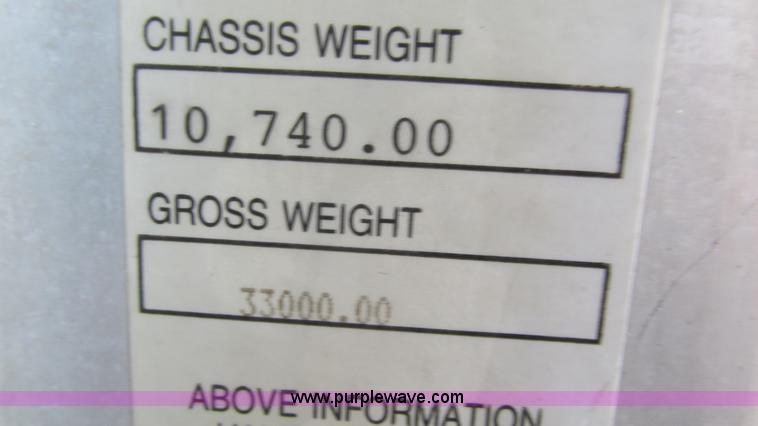 CHASSIS WEIGHT
10,740.00
GROSS WEIGHT
33000.00
ABOVE INFORMATION
www.purplewave.com